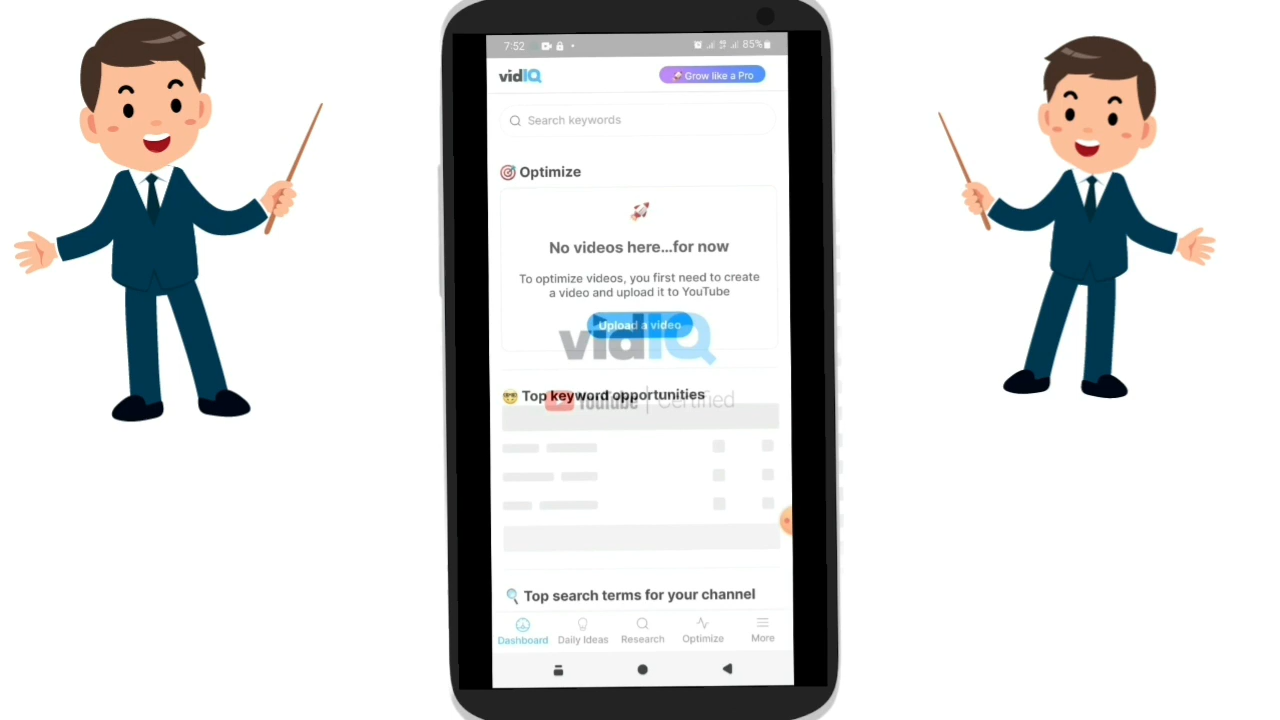 7:52
85%
vidIQ
Grow like a Pro
Search keywords
Optimize
No videos here...for now
To optimize videos, you first need to create
a video and upload it to YouTube
Upload a video
vidIQ
Top keyword opportunities
YouTube | Certified
Top search terms for your channel
Dashboard
Daily Ideas
Research
Optimize
More